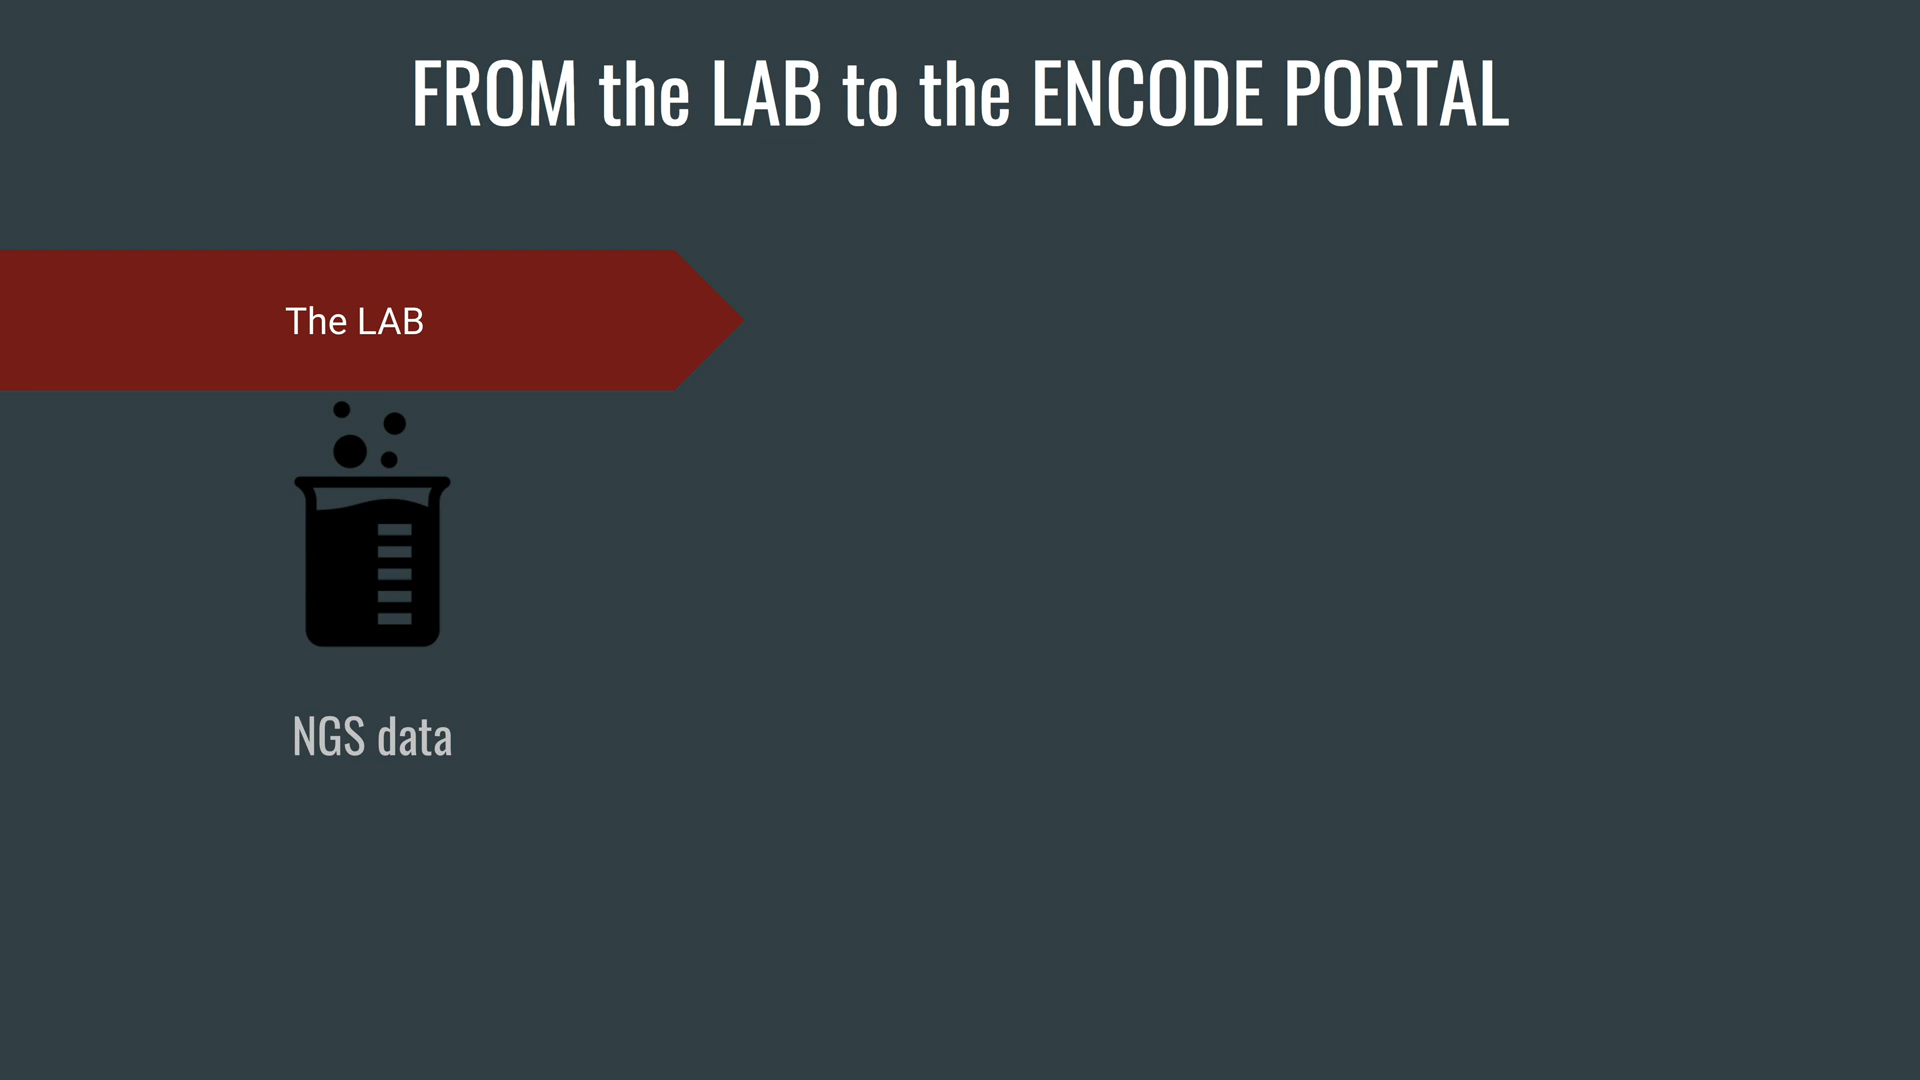 FROM the LAB to the ENCODE PORTAL
The LAB
NGS data